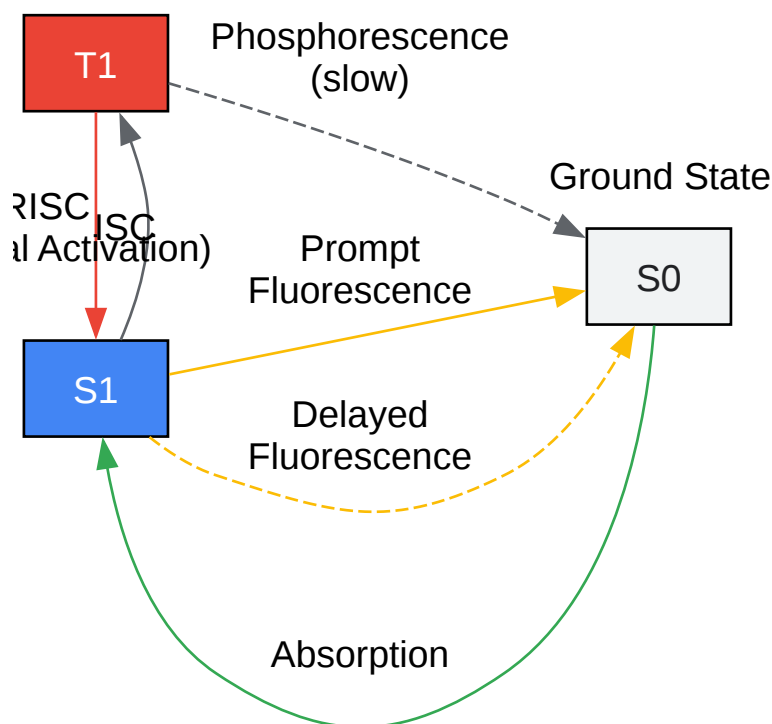 T1
Phosphorescence
(slow)
Ground State
RISC
ISC
al Activation)
Prompt
Fluorescence
S0
S1
Delayed
Fluorescence
Absorption